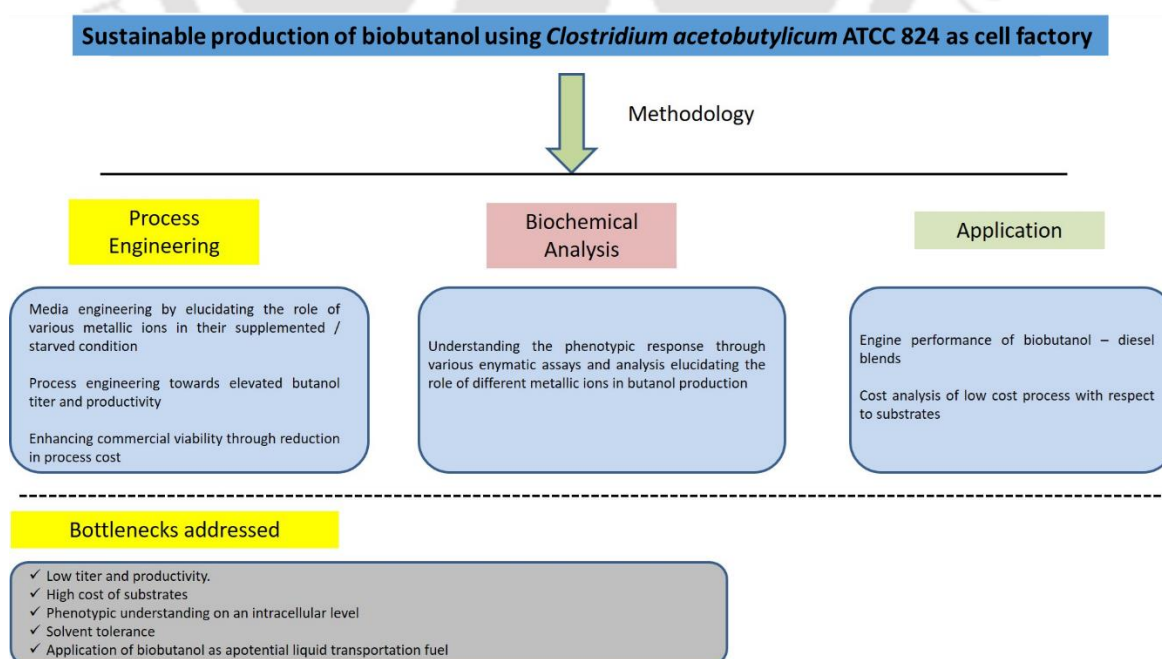 Sustainable production of biobutanol using Clostridium acetobutylicum ATCC 824 as cell factory
Methodology
Process
Engineering
Media engineering by elucidating the role of
various metallic ions in their supplemented /
starved condition
Process engineering towards elevated butanol
titer and productivity
Enhancing commercial viability through reduction
in process cost
Biochemical
Analysis
Understanding the phenotypic response through
various enymatic assays and analysis elucidating the
role of different metallic ions in butanol production
Application
Engine performance of biobutanol – diesel
blends
Cost analysis of low cost process with respect
to substrates
Bottlenecks addressed
✓ Low titer and productivity.
✓ High cost of substrates
✓ Phenotypic understanding on an intracellular level
✓ Solvent tolerance
✓ Application of biobutanol as apotential liquid transportation fuel